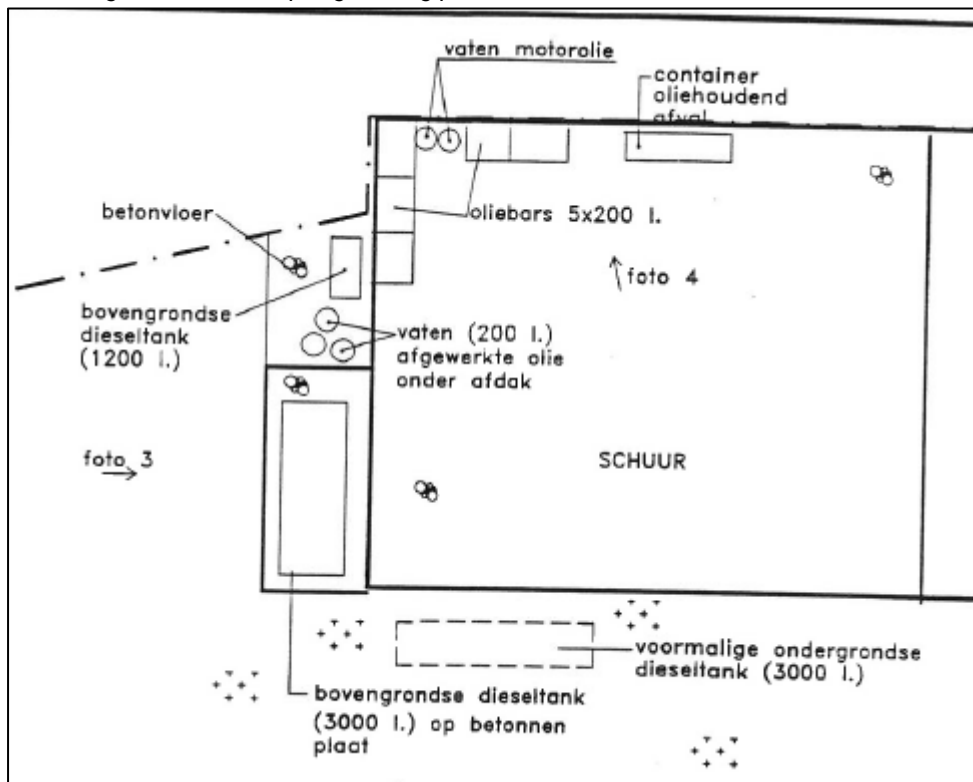 vaten motorolie
container
oliehoudend
afval
betonvloer
oliebars 5x200 l.
foto 4
bovengrondse
dieseltank
(1200 l.)
vaten (200 l.)
afgewerkte olie
onder afdak
foto 3
SCHUUR
voormalige ondergrondse
dieseltank (3000 l.)
bovengrondse dieseltank
(3000 l.) op betonnen
plaat